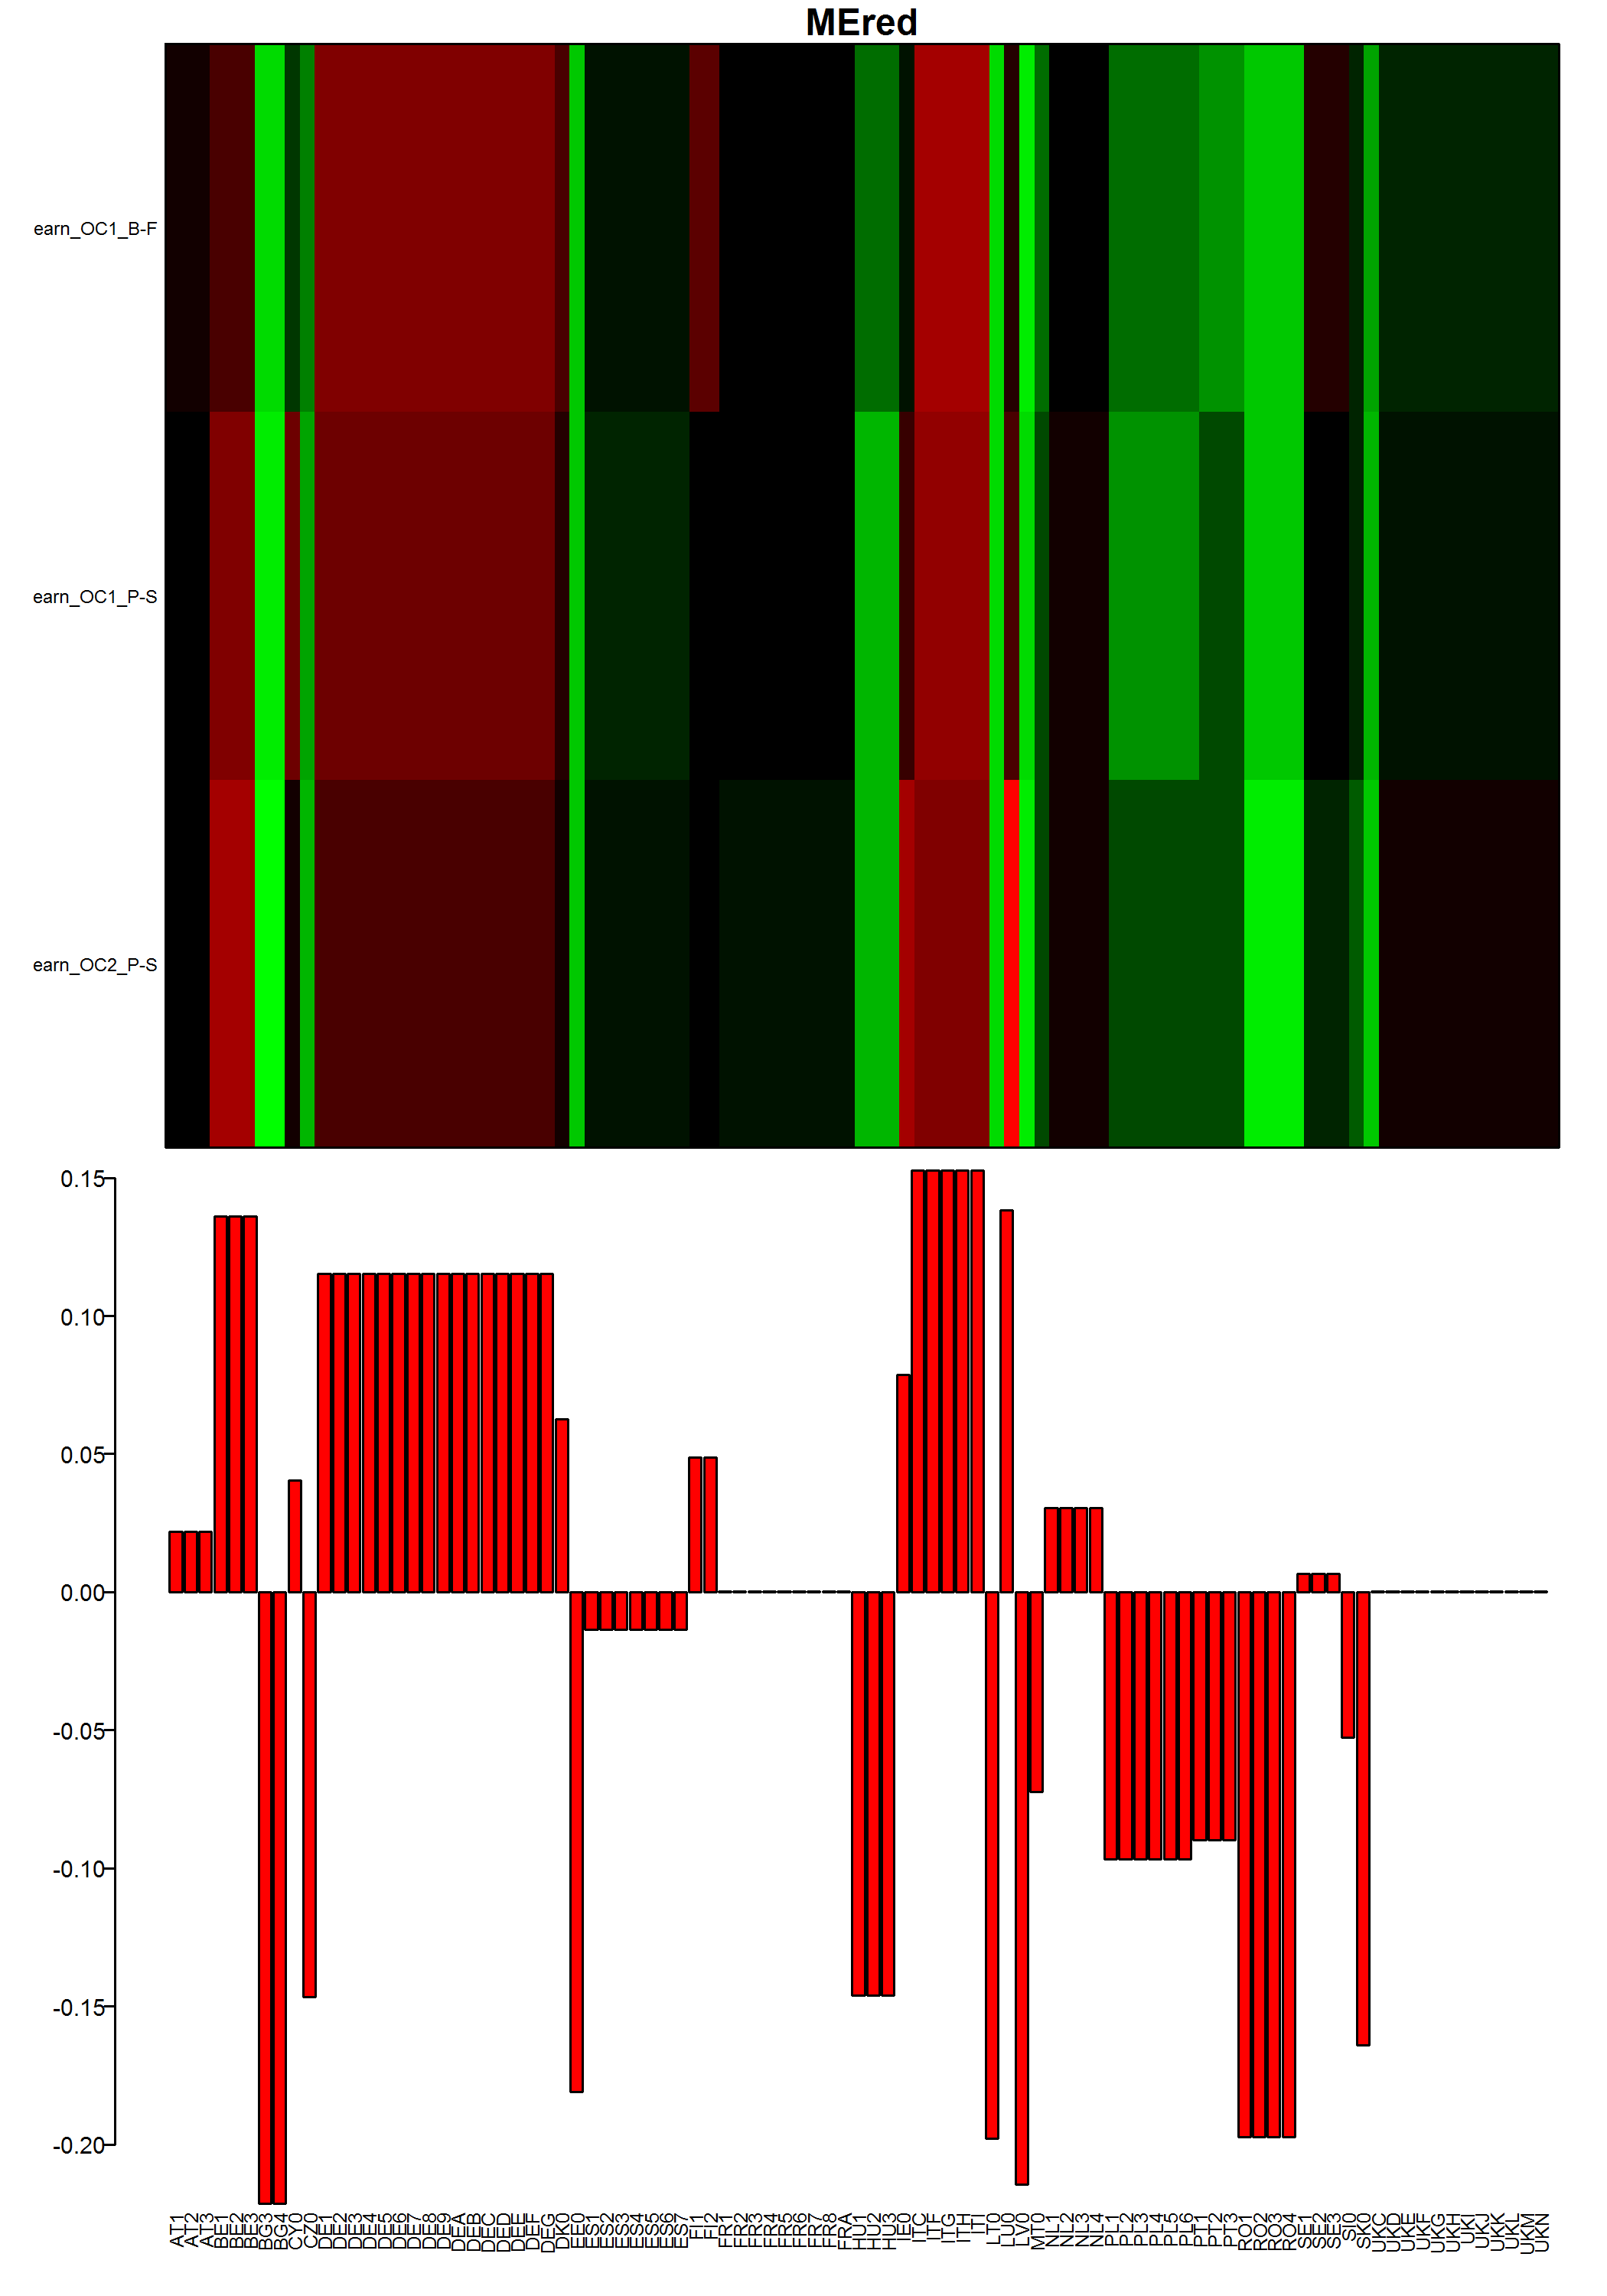 MEred
earn_OC1_B-F
earn_OC1_P-S
earn_OC2_P-S
0.15
0.10
0.05
0.00
-0.05
-0.10
-0.15
-0.20
AT1
AT2
AT3
BE1
BE2
BE3
BG3
BG4
CY0
CZ0
DE1
DE2
DE3
DE4
DE5
DE6
DE7
DE8
DE9
DEA
DEB
DEC
DED
DEE
DEF
DEG
DK0
EE0
ES1
ES2
ES3
ES4
ES5
ES6
ES7
FI1
FI2
FR1
FR2
FR3
FR4
FR5
FR6
FR7
FR8
FRA
HU1
HU2
HU3
IE0
ITC
ITF
ITG
ITH
ITI
LT0
LU0
LV0
MT0
NL1
NL2
NL3
NL4
PL1
PL2
PL3
PL4
PL5
PL6
PT1
PT2
PT3
RO1
RO2
RO3
RO4
SE1
SE2
SE3
SI0
SK0
UKC
UKD
UKE
UKF
UKG
UKH
UKI
UKJ
UKK
UKL
UKM
UKN